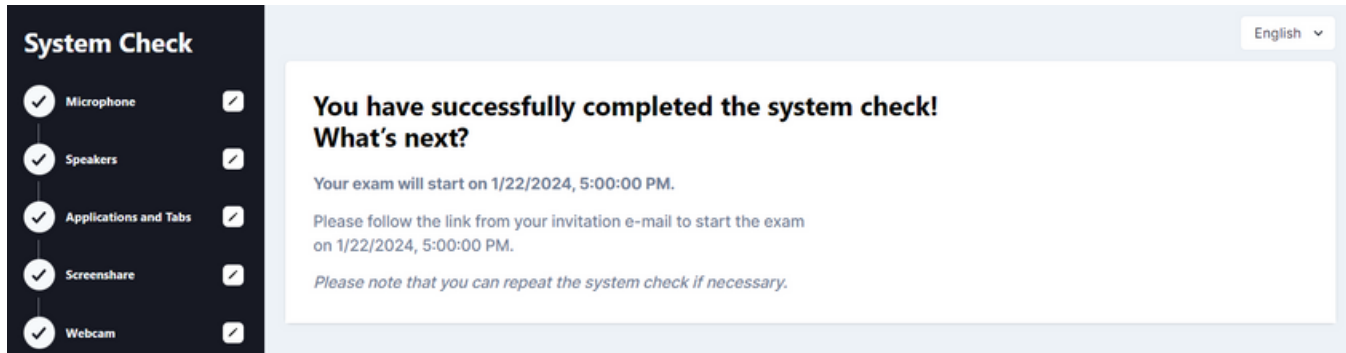 System Check
Microphone
Speakers
Applications and Tabs
Screenshare
Webcam
English
You have successfully completed the system check!
What's next?
Your exam will start on 1/22/2024, 5:00:00 PM.
Please follow the link from your invitation e-mail to start the exam
on 1/22/2024, 5:00:00 PM.
Please note that you can repeat the system check if necessary.